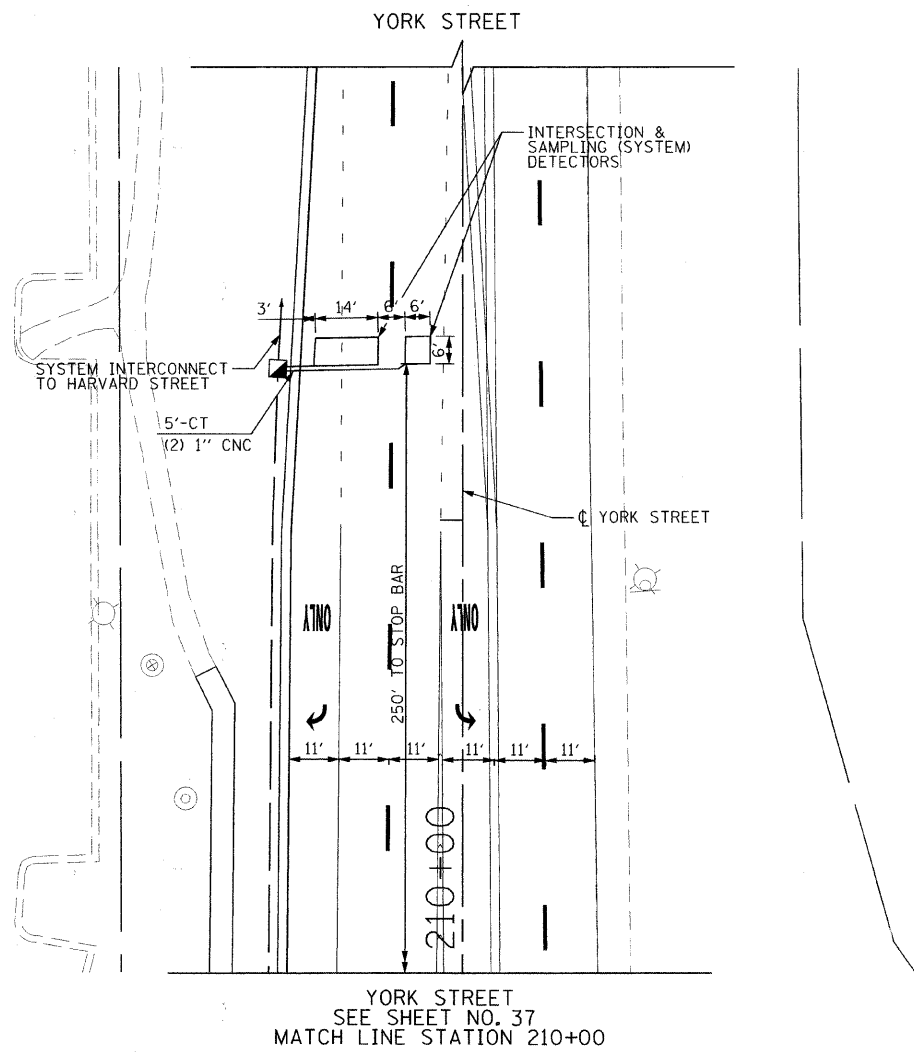 YORK STREET
INTERSECTION &
SAMPLING (SYSTEM)
DETECTORS
3'
14'
6'
6'
6'
SYSTEM INTERCONNECT
TO HARVARD STREET
5'-CT
(2) 1" CNC
℄ YORK STREET
250' TO STOP BAR
ONLY
ONLY
11'
11'
11'
11'
11'
11'
210+00
YORK STREET
SEE SHEET NO. 37
MATCH LINE STATION 210+00